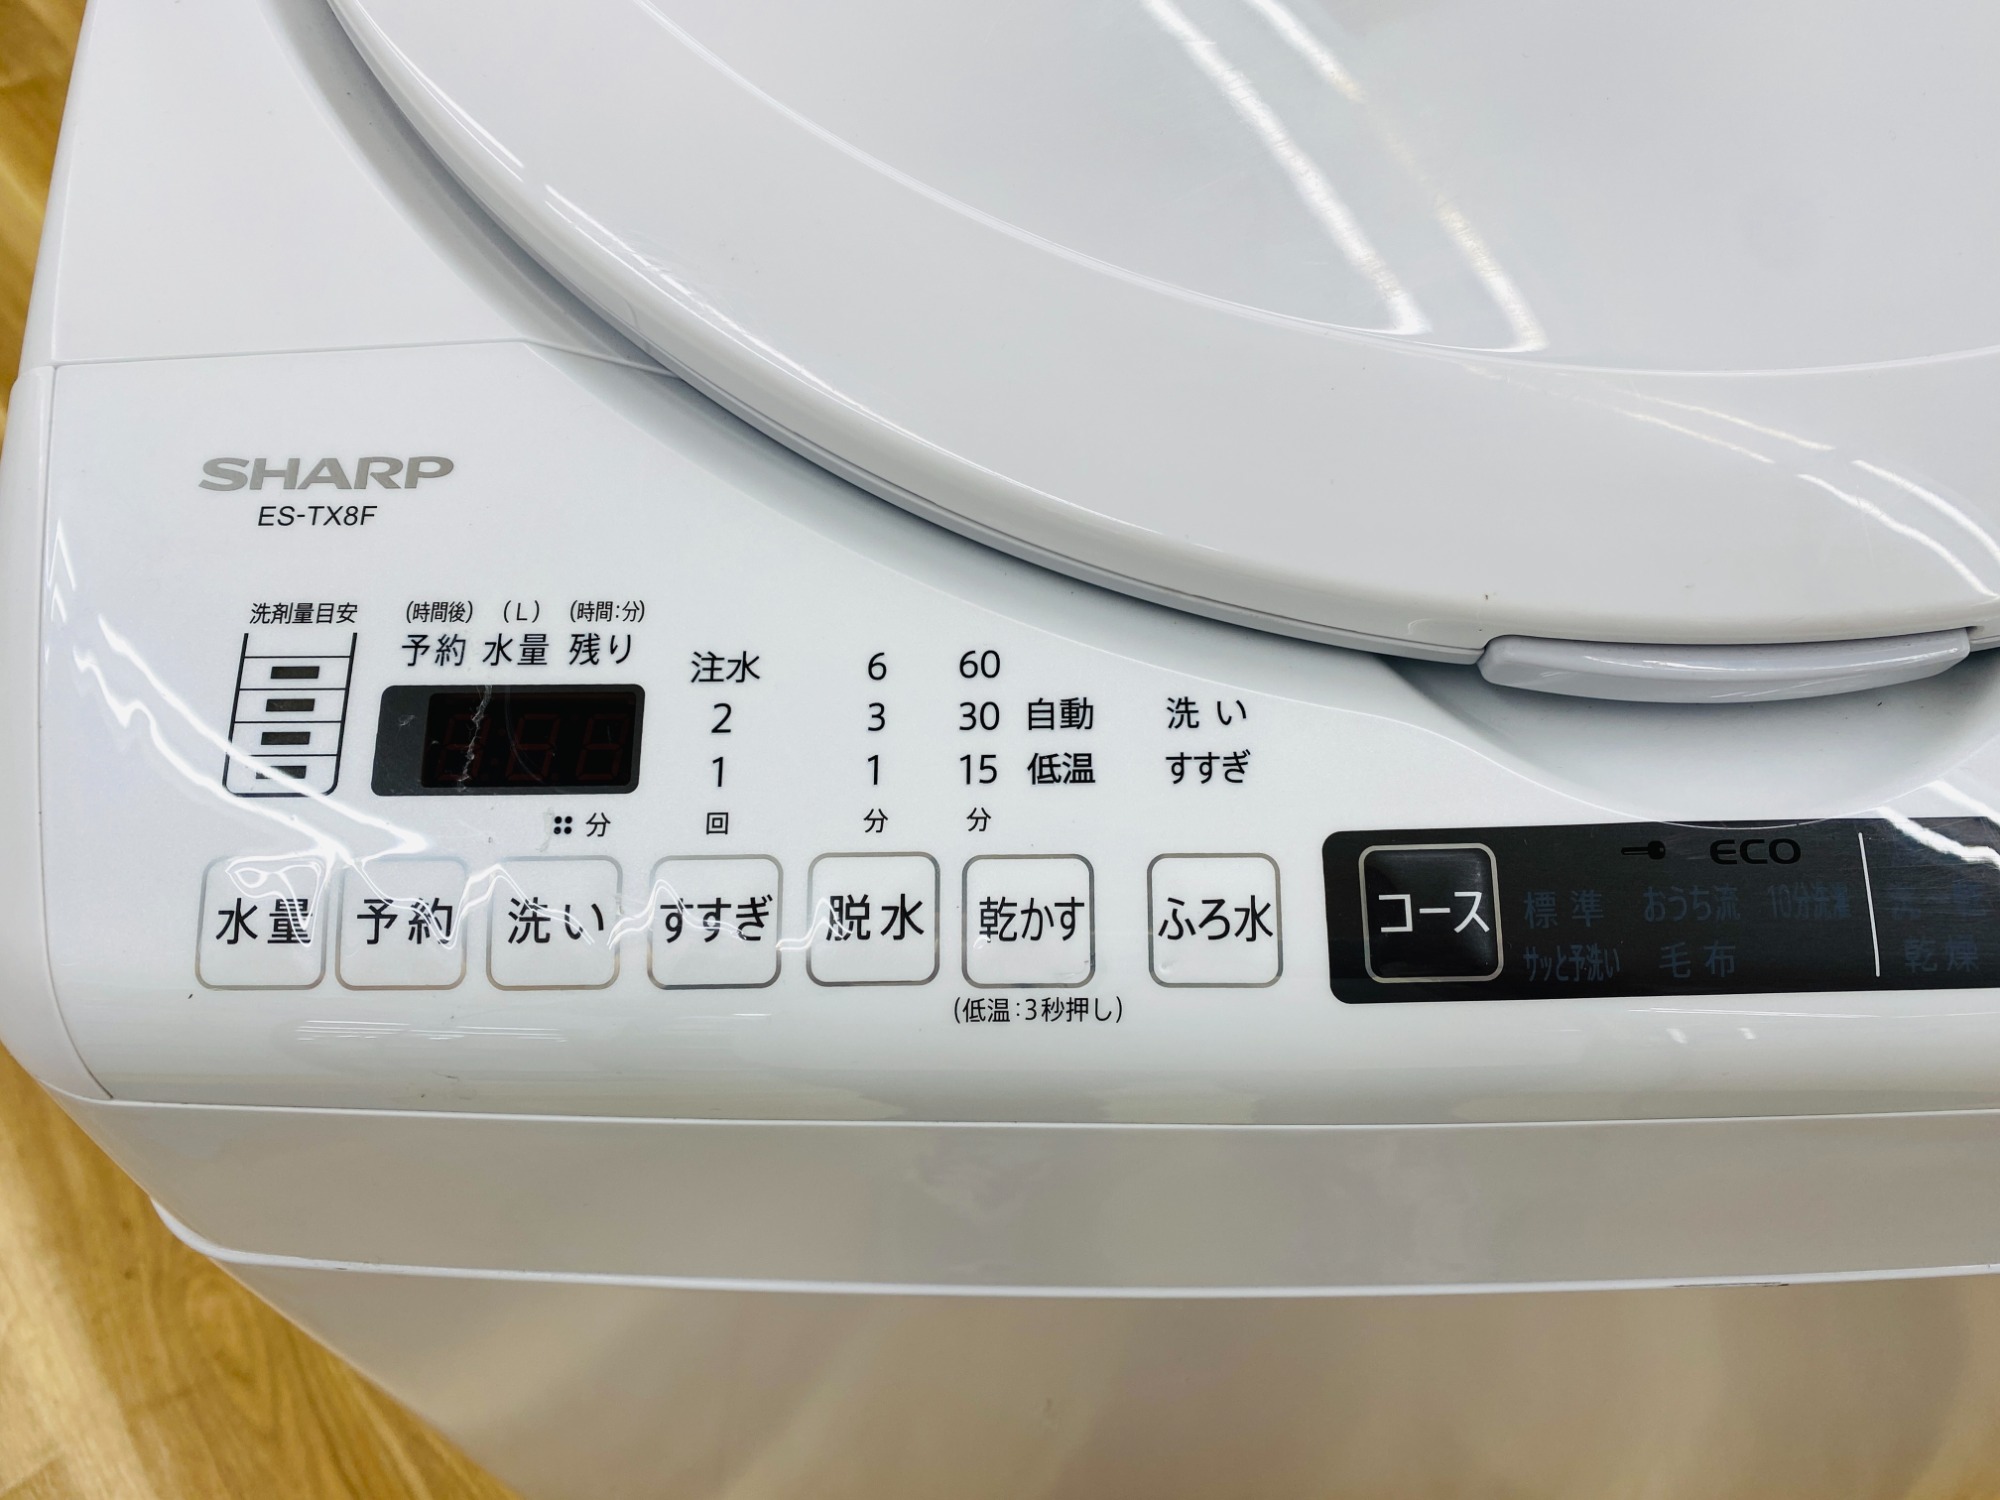 SHARP
ES-TX8F
洗剤量目安
(時間後) (L) (時間:分)
予約 水量 残り
注水 6 60
2 3 30 自動 洗い
1 1 15 低温 すすぎ
分 回 分 分
水量 予約 洗い すすぎ 脱水 乾かす ふろ水
(低温:3秒押し)
コース
ECO
標準 おうち流 10分洗濯
サッと予洗い 毛布 乾燥